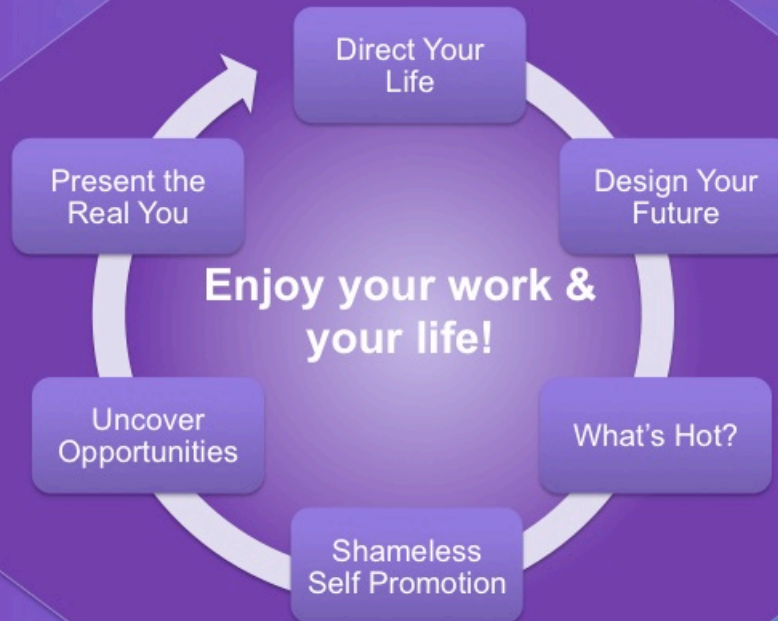 Direct Your
Life
Design Your
Future
What’s Hot?
Shameless
Self Promotion
Uncover
Opportunities
Present the
Real You
Enjoy your work &
your life!